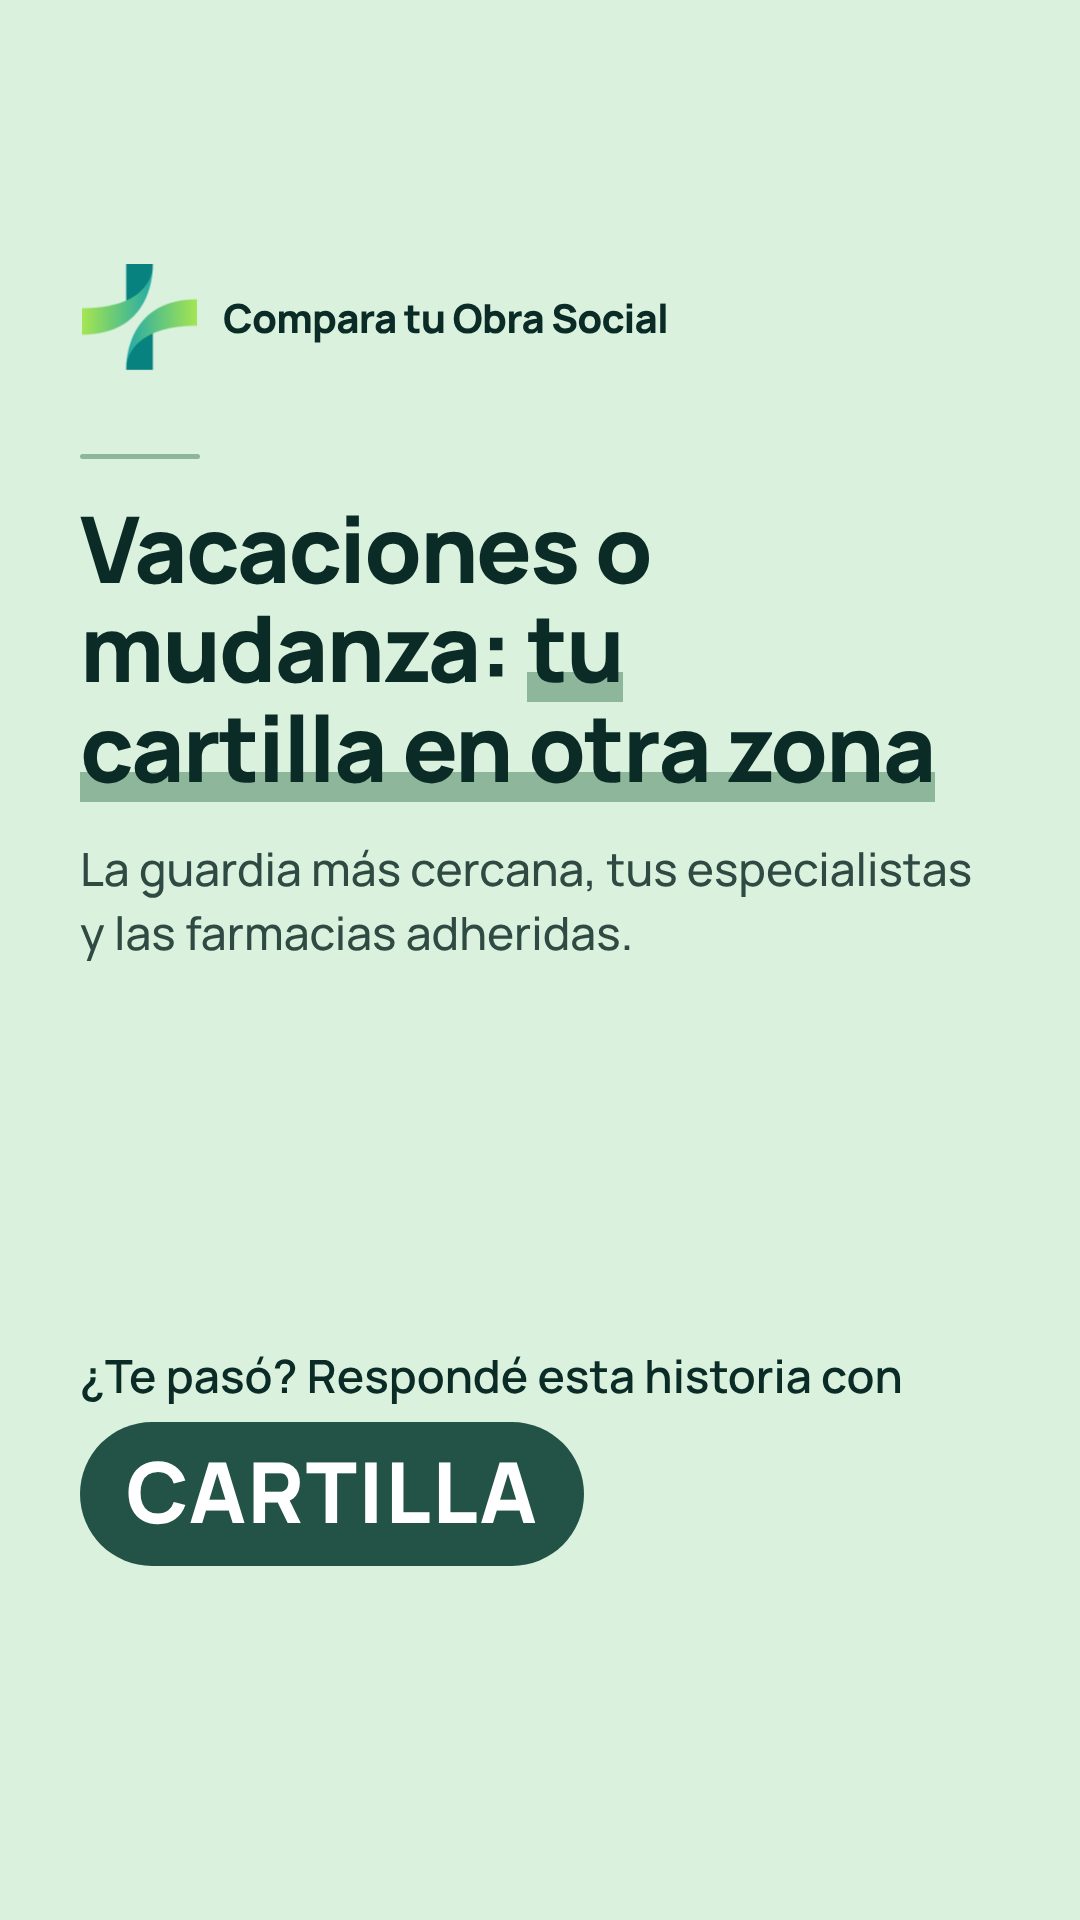 Compara tu Obra Social
Vacaciones o
mudanza: tu
cartilla en otra zona
La guardia más cercana, tus especialistas
y las farmacias adheridas.
¿Te pasó? Respondé esta historia con
CARTILLA